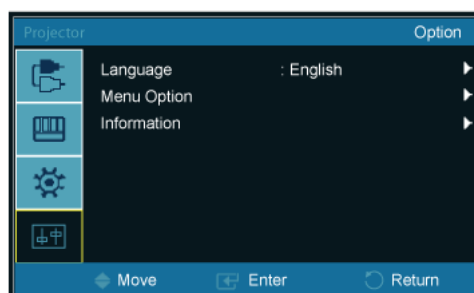 Projector Option
Language : English
Menu Option
Information
Move Enter Return